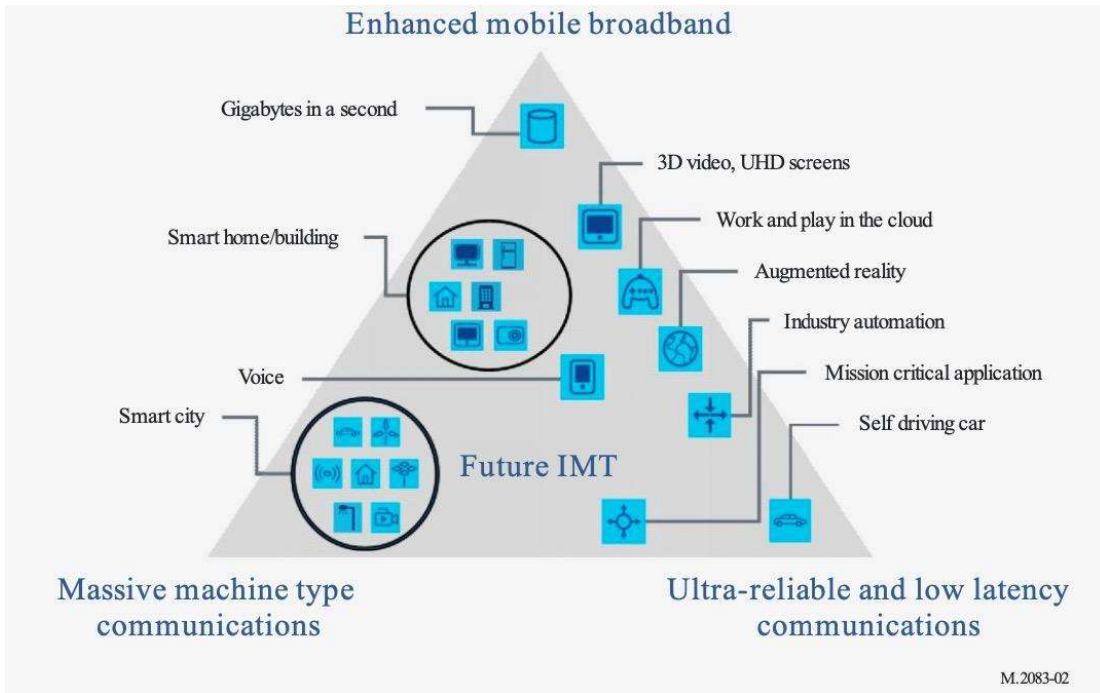 Enhanced mobile broadband
Gigabytes in a second
3D video, UHD screens
Work and play in the cloud
Smart home/building
Augmented reality
Industry automation
Voice
Mission critical application
Smart city
Self driving car
Future IMT
Massive machine type
communications
Ultra-reliable and low latency
communications
M.2083-02